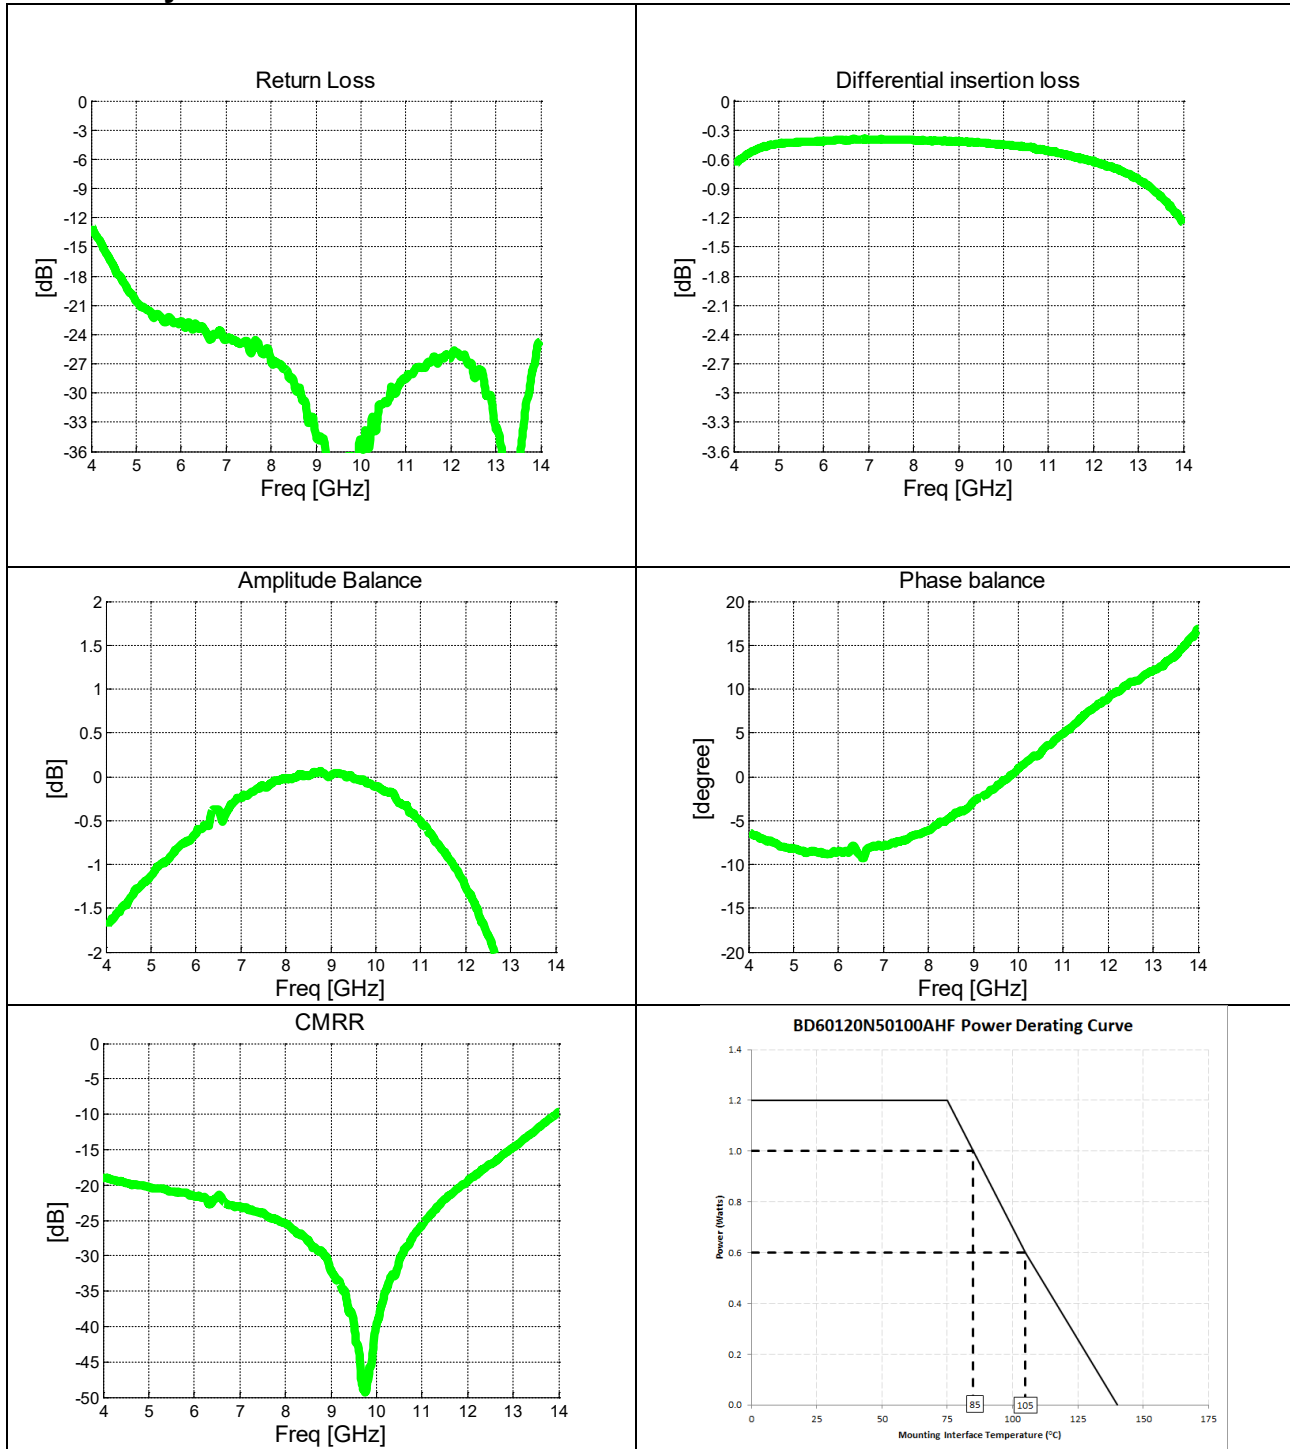 Return Loss
0
-3
-6
-9
-12
-15
-18
-21
-24
-27
-30
-33
-36
[dB]
4 5 6 7 8 9 10 11 12 13 14
Freq [GHz]
Differential insertion loss
0
-0.3
-0.6
-0.9
-1.2
-1.5
-1.8
-2.1
-2.4
-2.7
-3
-3.3
-3.6
[dB]
4 5 6 7 8 9 10 11 12 13 14
Freq [GHz]
Amplitude Balance
2
1.5
1
0.5
0
-0.5
-1
-1.5
-2
[dB]
4 5 6 7 8 9 10 11 12 13 14
Freq [GHz]
Phase balance
20
15
10
5
0
-5
-10
-15
-20
[degree]
4 5 6 7 8 9 10 11 12 13 14
Freq [GHz]
CMRR
0
-5
-10
-15
-20
-25
-30
-35
-40
-45
-50
[dB]
4 5 6 7 8 9 10 11 12 13 14
Freq [GHz]
BD60120N50100AHF Power Derating Curve
1.4
1.2
1.0
0.8
0.6
0.4
0.2
0.0
Power (Watts)
85 105
0 25 50 75 100 125 150 175
Mounting Interface Temperature (°C)